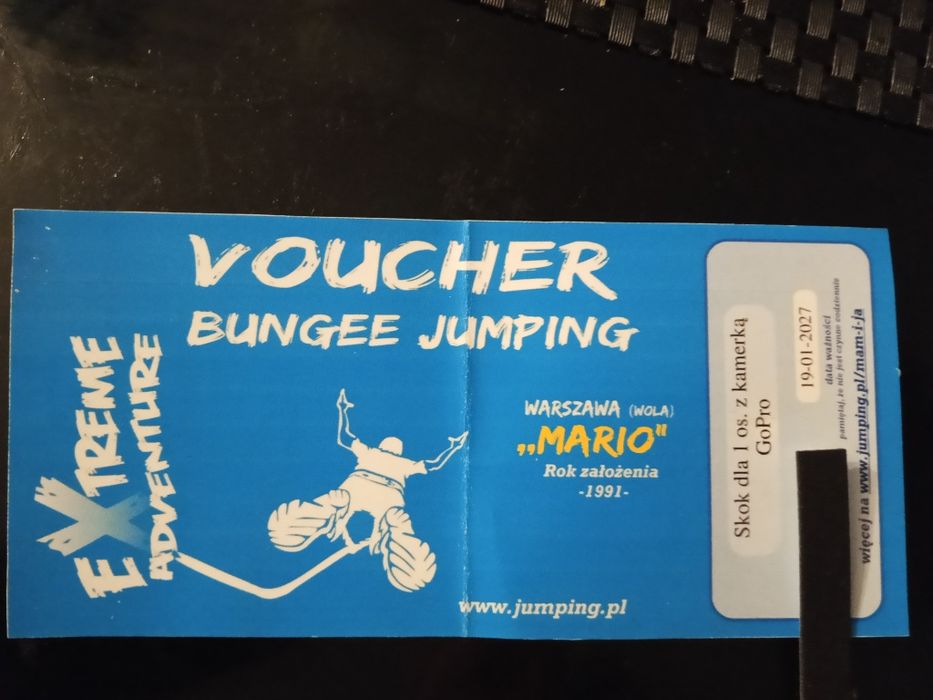 VOUCHER
BUNGEE JUMPING
EXTREME
ADVENTURE
WARSZAWA (WOLA)
„MARIO"
Rok założenia
-1991-
www.jumping.pl
Skok dla 1 os. z kamerką
GoPro
19-01-2027
data ważności
pamiętaj, że nie jest czynne codziennie
więcej na www.jumping.pl/mam-i-ja